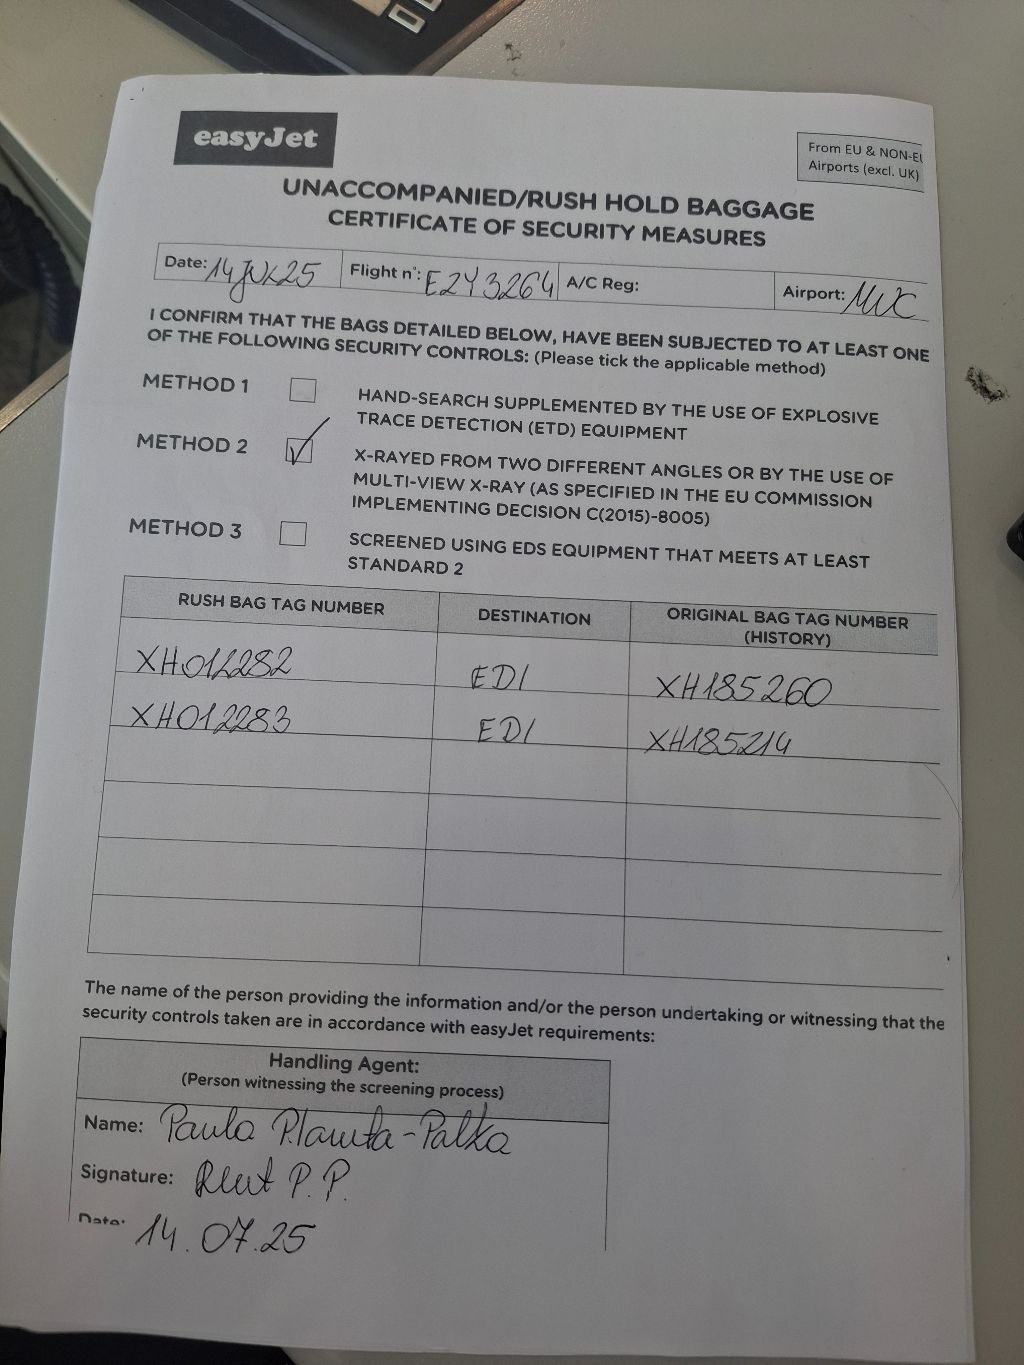 easyJet
From EU & NON-EU
Airports (excl. UK)
UNACCOMPANIED/RUSH HOLD BAGGAGE
CERTIFICATE OF SECURITY MEASURES
Date: 14JUL25 Flight n°: EZY3264 A/C Reg: Airport: MUC
I CONFIRM THAT THE BAGS DETAILED BELOW, HAVE BEEN SUBJECTED TO AT LEAST ONE
OF THE FOLLOWING SECURITY CONTROLS: (Please tick the applicable method)
METHOD 1 HAND-SEARCH SUPPLEMENTED BY THE USE OF EXPLOSIVE
TRACE DETECTION (ETD) EQUIPMENT
METHOD 2 X-RAYED FROM TWO DIFFERENT ANGLES OR BY THE USE OF
MULTI-VIEW X-RAY (AS SPECIFIED IN THE EU COMMISSION
IMPLEMENTING DECISION C(2015)-8005)
METHOD 3 SCREENED USING EDS EQUIPMENT THAT MEETS AT LEAST
STANDARD 2
RUSH BAG TAG NUMBER DESTINATION ORIGINAL BAG TAG NUMBER
(HISTORY)
XH012282 EDI XH185260
XH012283 EDI XH185214
The name of the person providing the information and/or the person undertaking or witnessing that the
security controls taken are in accordance with easyJet requirements:
Handling Agent:
(Person witnessing the screening process)
Name: Paula Plawta-Palka
Signature: P.P.
Date: 14.07.25